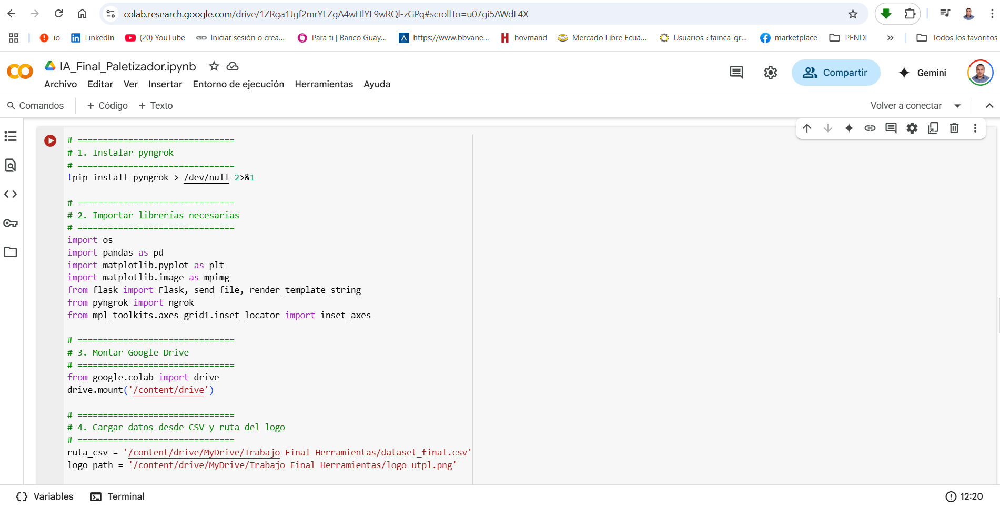 colab.research.google.com/drive/1ZRga1Jgf2mrYLZgA4wHlYF9wRQl-zGPq#scrollTo=u07gi5AWdF4X
io
LinkedIn
(20) YouTube
GD Iniciar sesión o crea...
Para ti | Banco Guay...
https://www.bbvane...
hovmand
Mercado Libre Ecua...
Usuarios ‹ fainca-gr...
marketplace
PENDI
Todos los favoritos
IA_Final_Paletizador.ipynb
Archivo Editar Ver Insertar Entorno de ejecución Herramientas Ayuda
Compartir
Gemini
Comandos + Código + Texto
Volver a conectar
# ===============================
# 1. Instalar pyngrok
# ===============================
!pip install pyngrok > /dev/null 2>&1
# ===============================
# 2. Importar librerías necesarias
# ===============================
import os
import pandas as pd
import matplotlib.pyplot as plt
import matplotlib.image as mpimg
from flask import Flask, send_file, render_template_string
from pyngrok import ngrok
from mpl_toolkits.axes_grid1.inset_locator import inset_axes
# ===============================
# 3. Montar Google Drive
# ===============================
from google.colab import drive
drive.mount('/content/drive')
# ===============================
# 4. Cargar datos desde CSV y ruta del logo
# ===============================
ruta_csv = '/content/drive/MyDrive/Trabajo Final Herramientas/dataset_final.csv'
logo_path = '/content/drive/MyDrive/Trabajo Final Herramientas/logo_utpl.png'
Variables
Terminal
12:20